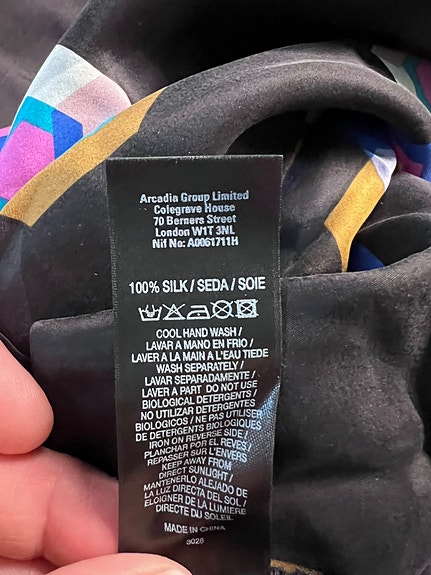 Arcadia Group Limited
Colegrave House
70 Berners Street
London W1T 3NL
Nif No: A0061711H
100% SILK / SEDA / SOIE
COOL HAND WASH /
LAVAR A MANO EN FRIO /
LAVER A LA MAIN A L'EAU TIEDE
WASH SEPARATELY /
LAVAR SEPARADAMENTE /
LAVER A PART DO NOT USE
BIOLOGICAL DETERGENTS /
NO UTILIZAR DETERGENTES
BIOLOGICOS / NE PAS UTILISER
DE DETERGENTS BIOLOGIQUES
IRON ON REVERSE SIDE /
PLANCHAR POR EL REVES /
REPASSER SUR L'ENVERS
KEEP AWAY FROM
DIRECT SUNLIGHT /
MANTENERLO ALEJADO DE
LA LUZ DIRECTA DEL SOL /
ELOIGNER DE LA LUMIERE
DIRECTE DU SOLEIL
MADE IN CHINA
3028